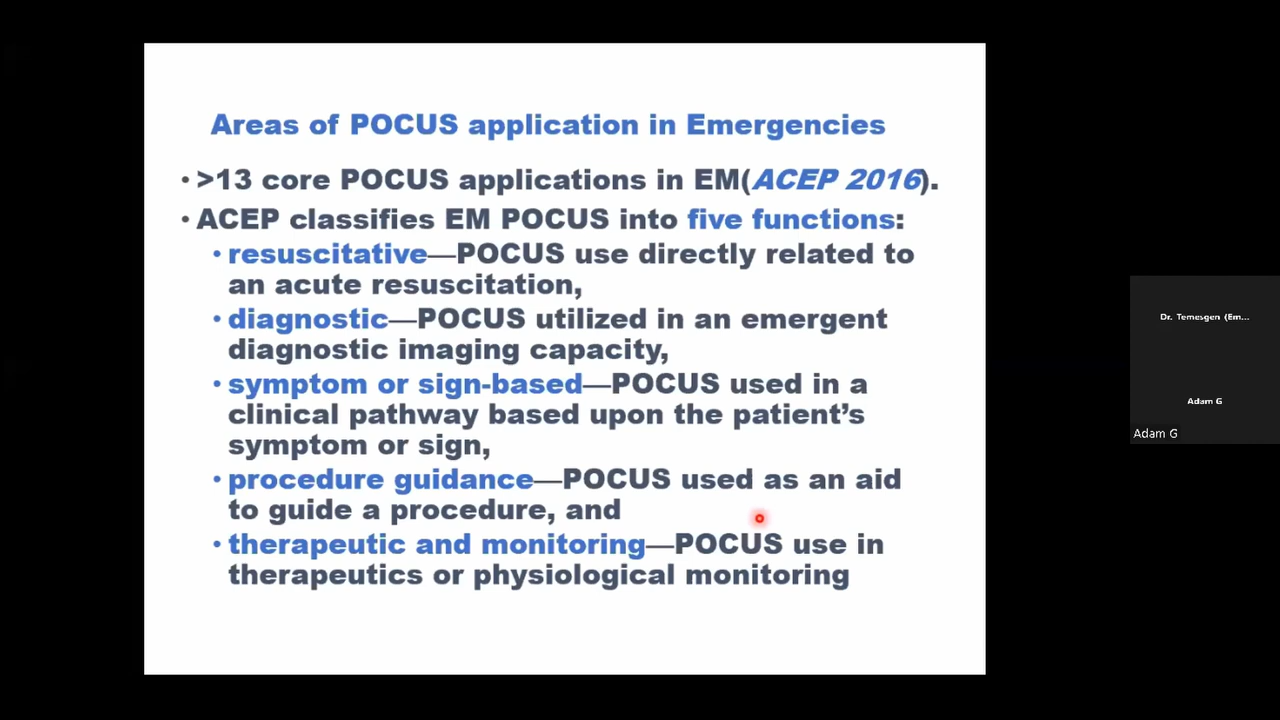 Areas of POCUS application in Emergencies
• >13 core POCUS applications in EM(ACEP 2016).
• ACEP classifies EM POCUS into five functions:
• resuscitative—POCUS use directly related to
an acute resuscitation,
• diagnostic—POCUS utilized in an emergent
diagnostic imaging capacity,
• symptom or sign-based—POCUS used in a
clinical pathway based upon the patient’s
symptom or sign,
• procedure guidance—POCUS used as an aid
to guide a procedure, and
• therapeutic and monitoring—POCUS use in
therapeutics or physiological monitoring
Dr. Temesgen (Em...
Adam G
Adam G